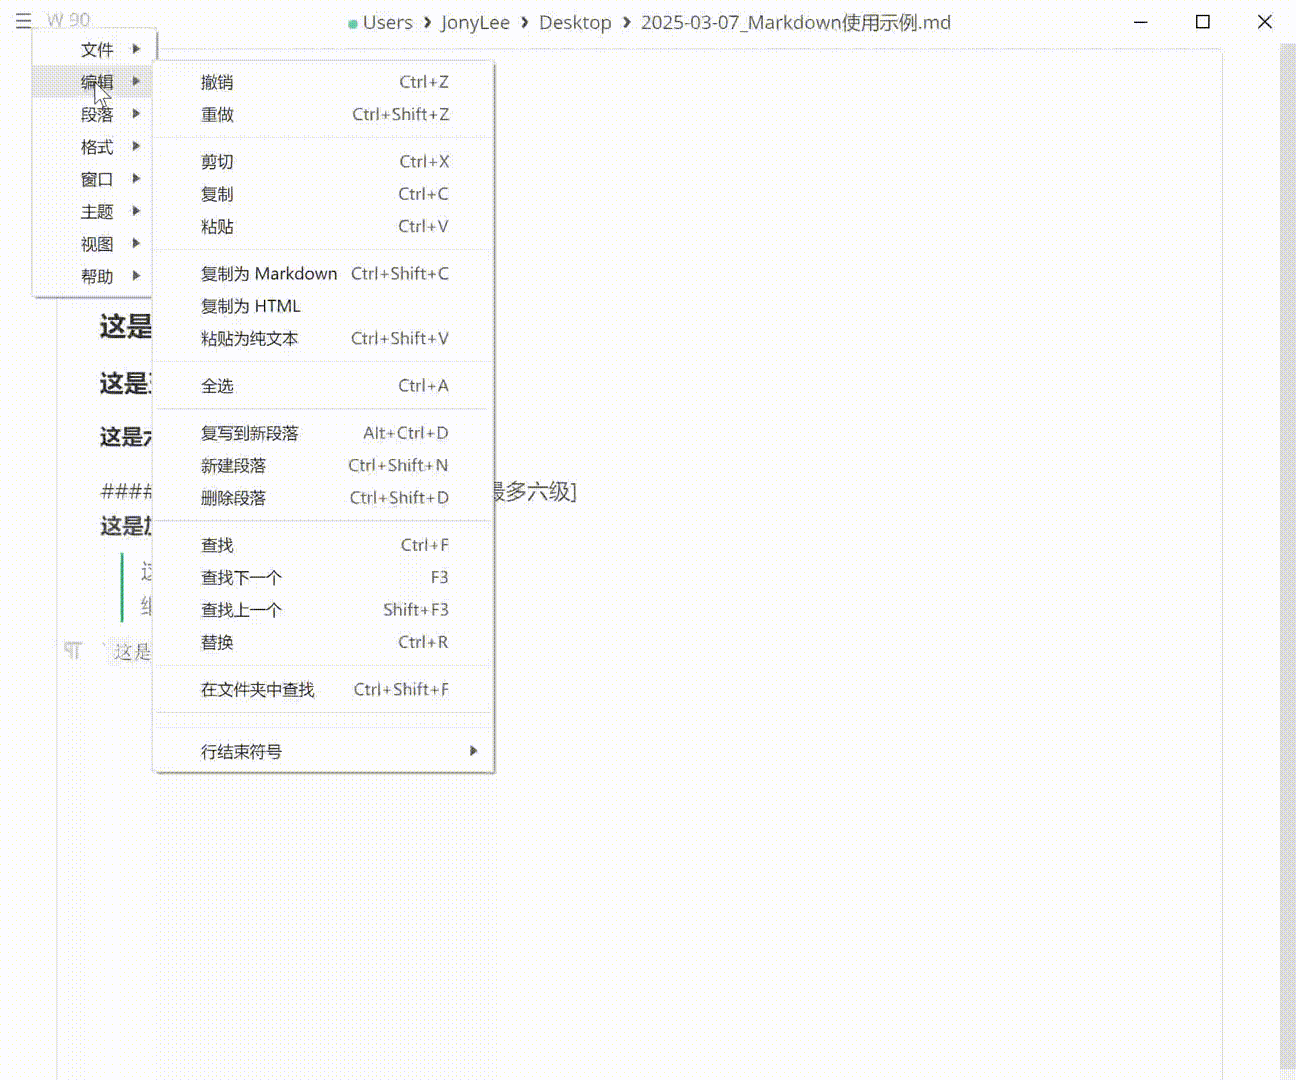 W 90
Users > JonyLee > Desktop > 2025-03-07_Markdown使用示例.md
文件
编辑
段落
格式
窗口
主题
视图
帮助
撤销 Ctrl+Z
重做 Ctrl+Shift+Z
剪切 Ctrl+X
复制 Ctrl+C
粘贴 Ctrl+V
复制为 Markdown Ctrl+Shift+C
复制为 HTML
粘贴为纯文本 Ctrl+Shift+V
全选 Ctrl+A
复写到新段落 Alt+Ctrl+D
新建段落 Ctrl+Shift+N
删除段落 Ctrl+Shift+D
查找 Ctrl+F
查找下一个 F3
查找上一个 Shift+F3
替换 Ctrl+R
在文件夹中查找 Ctrl+Shift+F
行结束符号
这是
这是
这是
#### 最多六级]
这是
` 这是